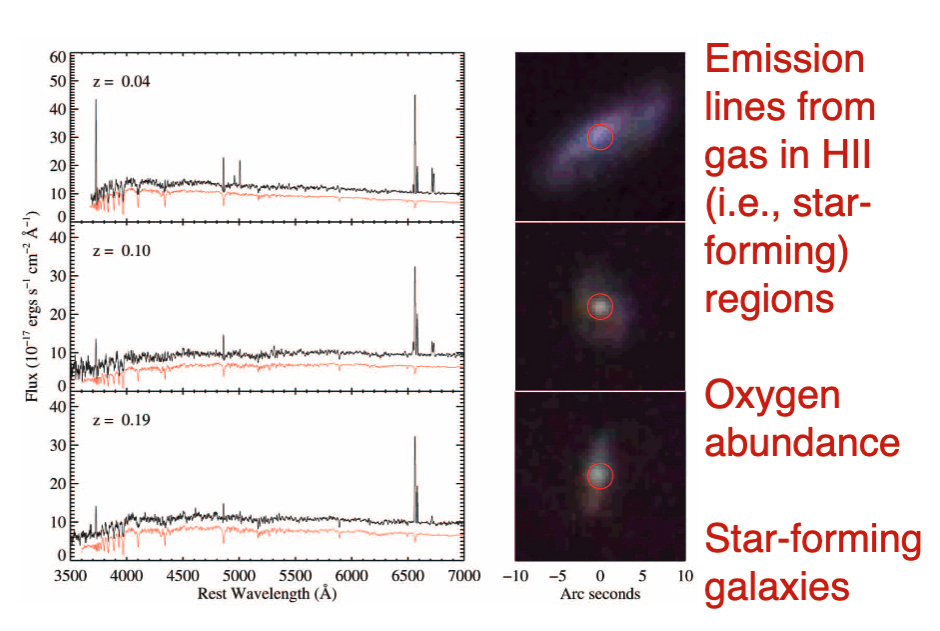 60
50
40
30
20
10
0
z = 0.04
40
30
20
10
0
z = 0.10
40
30
20
10
0
z = 0.19
Flux (10⁻¹⁷ ergs s⁻¹ cm⁻² Å⁻¹)
3500 4000 4500 5000 5500 6000 6500 7000
Rest Wavelength (Å)
−10 −5 0 5 10
Arc seconds
Emission
lines from
gas in HII
(i.e., star-
forming)
regions
Oxygen
abundance
Star-forming
galaxies